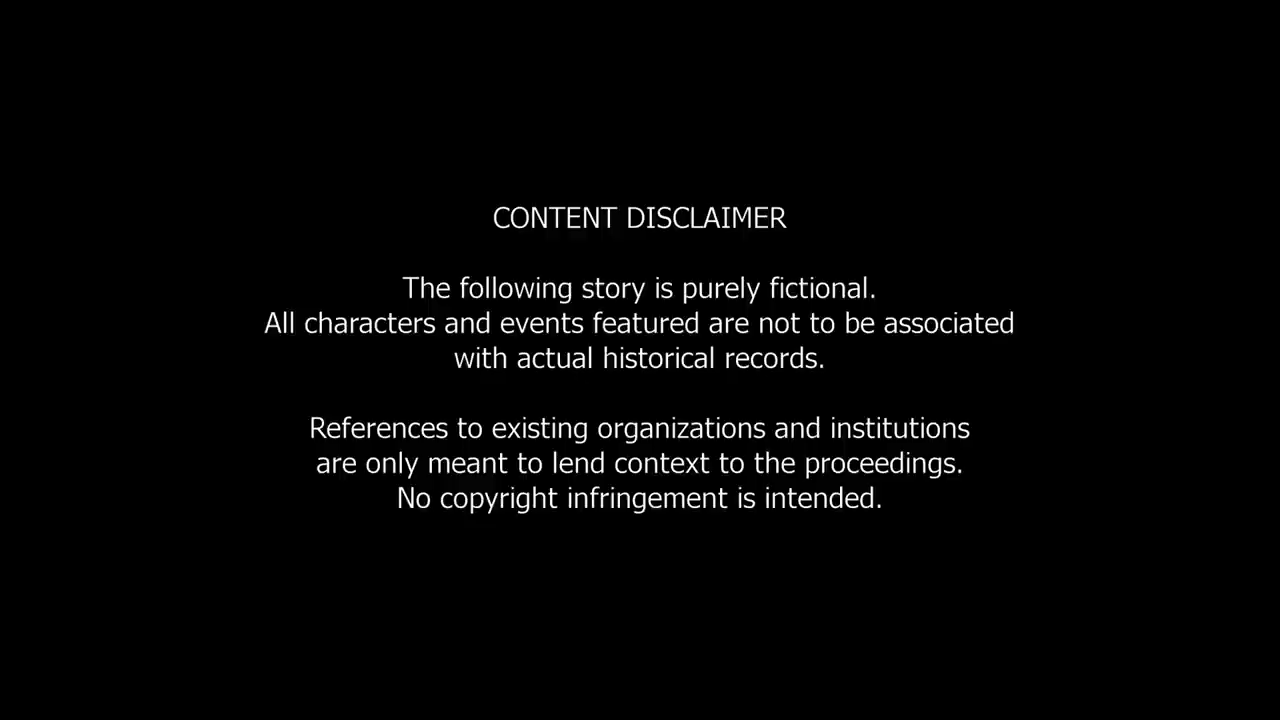 CONTENT DISCLAIMER
The following story is purely fictional.
All characters and events featured are not to be associated
with actual historical records.
References to existing organizations and institutions
are only meant to lend context to the proceedings.
No copyright infringement is intended.